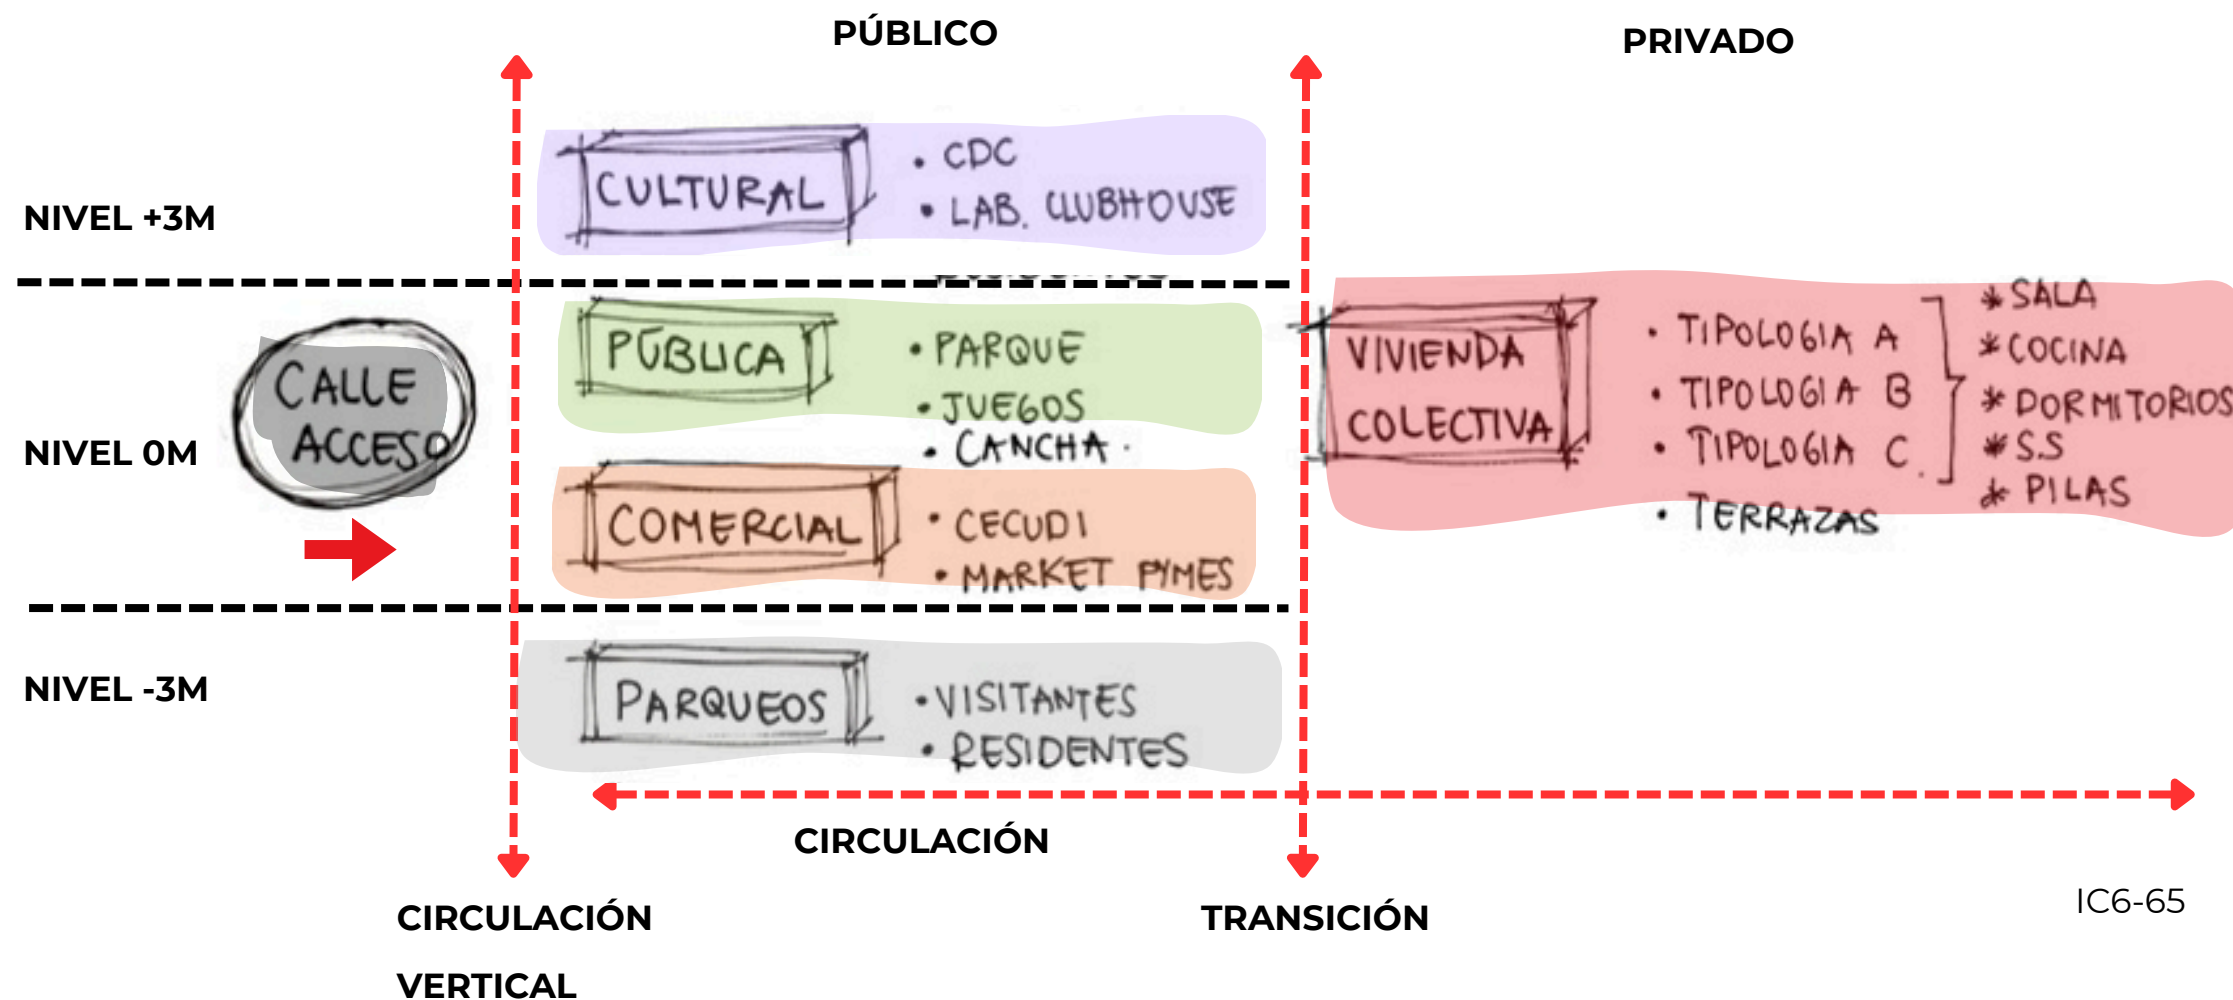 PÚBLICO
PRIVADO
NIVEL +3M
CULTURAL
• CDC
• LAB. CLUBHOUSE
NIVEL 0M
CALLE
ACCESO
PÚBLICA
• PARQUE
• JUEGOS
• CANCHA.
COMERCIAL
• CECUDI
• MARKET PYMES
VIVIENDA
COLECTIVA
• TIPOLOGIA A
• TIPOLOGIA B
• TIPOLOGIA C.
• TERRAZAS
* SALA
* COCINA
* DORMITORIOS
* S.S
* PILAS
NIVEL -3M
PARQUEOS
• VISITANTES
• RESIDENTES
CIRCULACIÓN
CIRCULACIÓN
VERTICAL
TRANSICIÓN
IC6-65